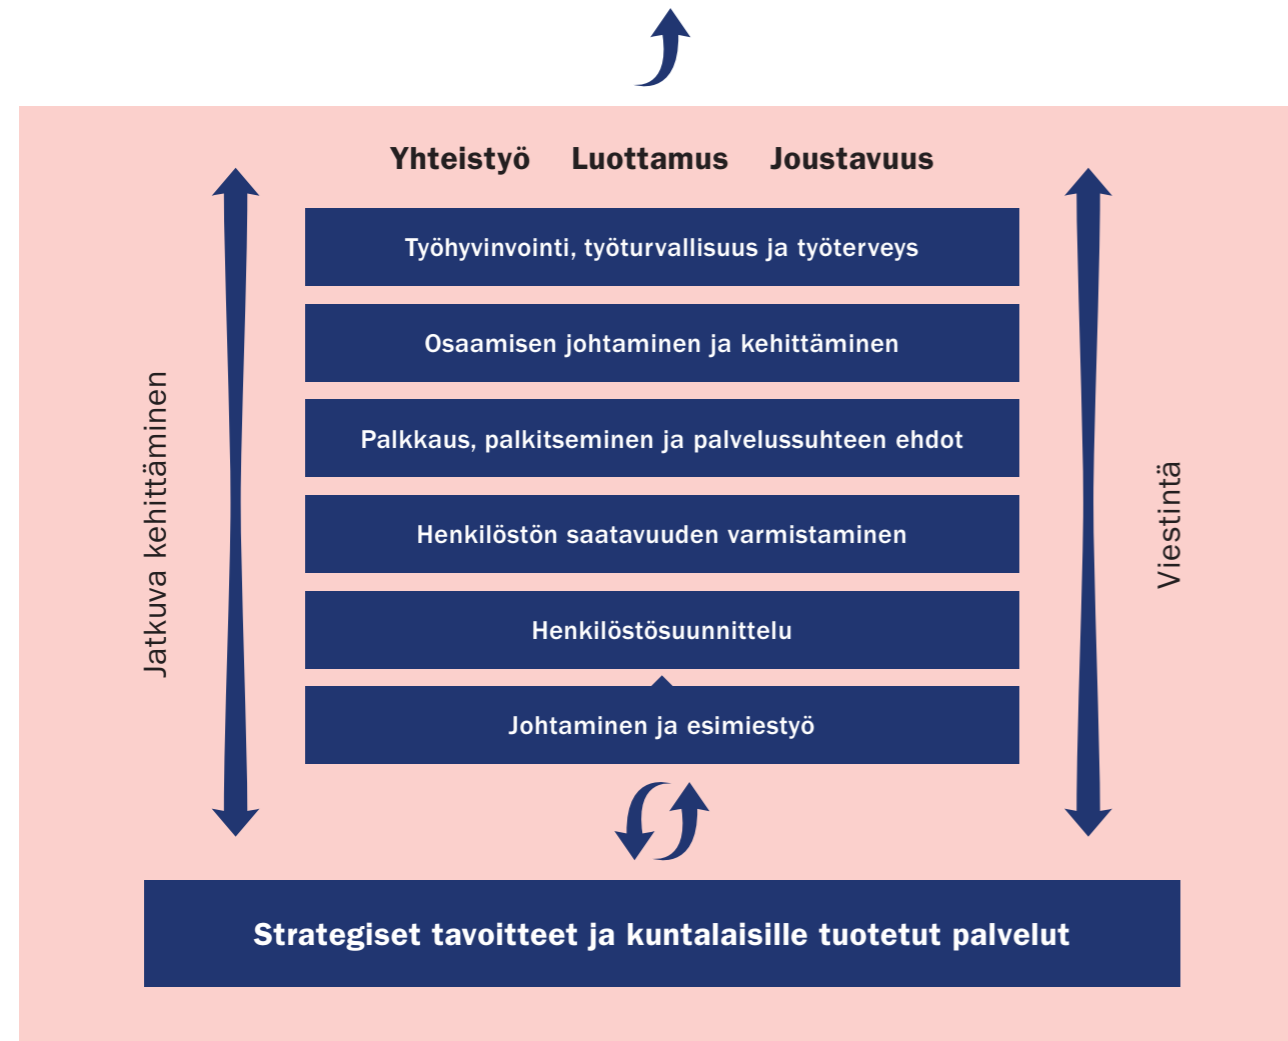 Yhteistyö Luottamus Joustavuus
Työhyvinvointi, työturvallisuus ja työterveys
Osaamisen johtaminen ja kehittäminen
Palkkaus, palkitseminen ja palvelussuhteen ehdot
Henkilöstön saatavuuden varmistaminen
Henkilöstösuunnittelu
Johtaminen ja esimiestyö
Jatkuva kehittäminen
Viestintä
Strategiset tavoitteet ja kuntalaisille tuotetut palvelut